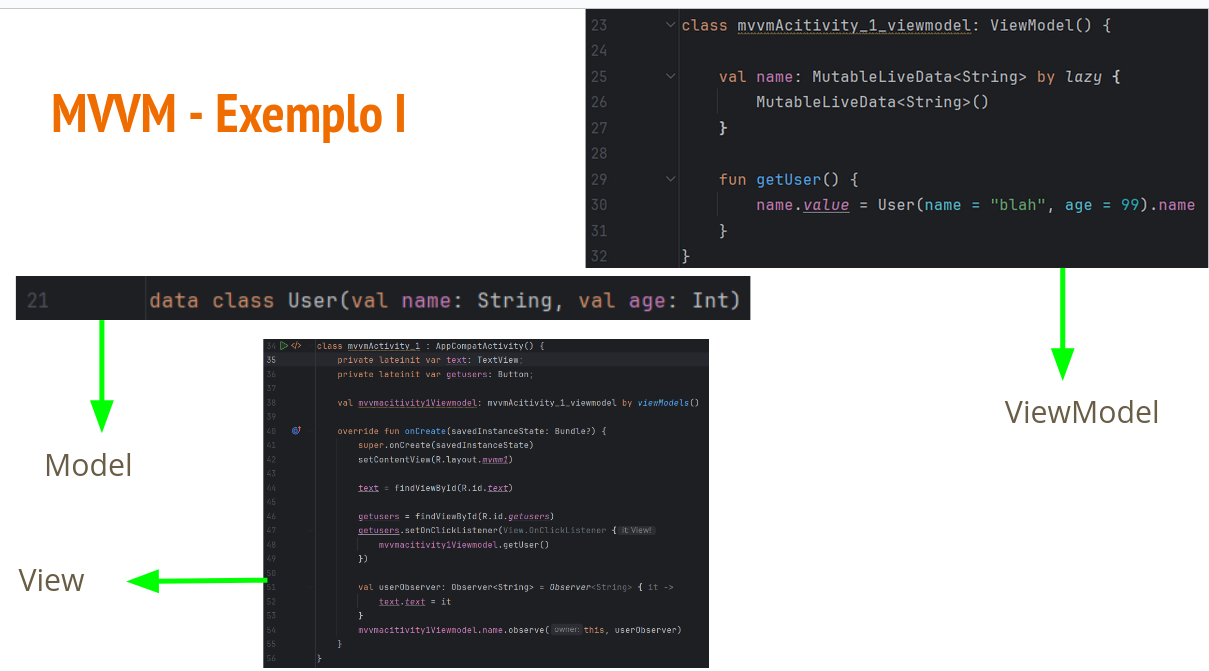 MVVM - Exemplo I
23 class mvvmAcitivity_1_viewmodel: ViewModel() {
24
25 val name: MutableLiveData<String> by lazy {
26 MutableLiveData<String>()
27 }
28
29 fun getUser() {
30 name.value = User(name = "blah", age = 99).name
31 }
32 }
21 data class User(val name: String, val age: Int)
34 class mvvmActivity_1 : AppCompatActivity() {
35 private lateinit var text: TextView;
36 private lateinit var getusers: Button;
37
38 val mvvmacitivity1Viewmodel: mvvmAcitivity_1_viewmodel by viewModels()
39
40 override fun onCreate(savedInstanceState: Bundle?) {
41 super.onCreate(savedInstanceState)
42 setContentView(R.layout.mvmm1)
43
44 text = findViewById(R.id.text)
45
46 getusers = findViewById(R.id.getusers)
47 getusers.setOnClickListener(View.OnClickListener { it View!
48 mvvmacitivity1Viewmodel.getUser()
49 })
50
51 val userObserver: Observer<String> = Observer<String> { it ->
52 text.text = it
53 }
54 mvvmacitivity1Viewmodel.name.observe( owner: this, userObserver)
55 }
56 }
ViewModel
Model
View